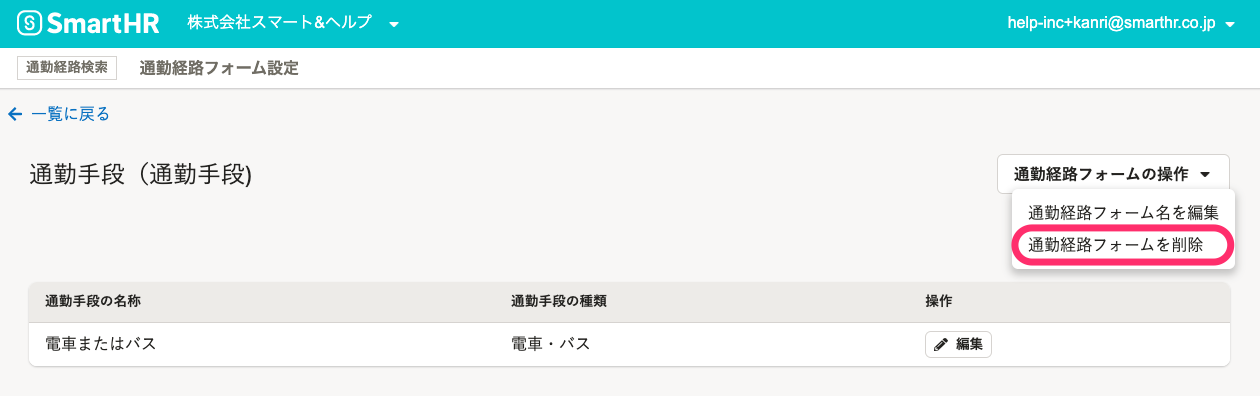 SmartHR 株式会社スマート&ヘルプ help-inc+kanri@smarthr.co.jp
通勤経路検索 通勤経路フォーム設定
一覧に戻る
通勤手段（通勤手段) 通勤経路フォームの操作
通勤経路フォーム名を編集
通勤経路フォームを削除
通勤手段の名称 通勤手段の種類 操作
電車またはバス 電車・バス 編集